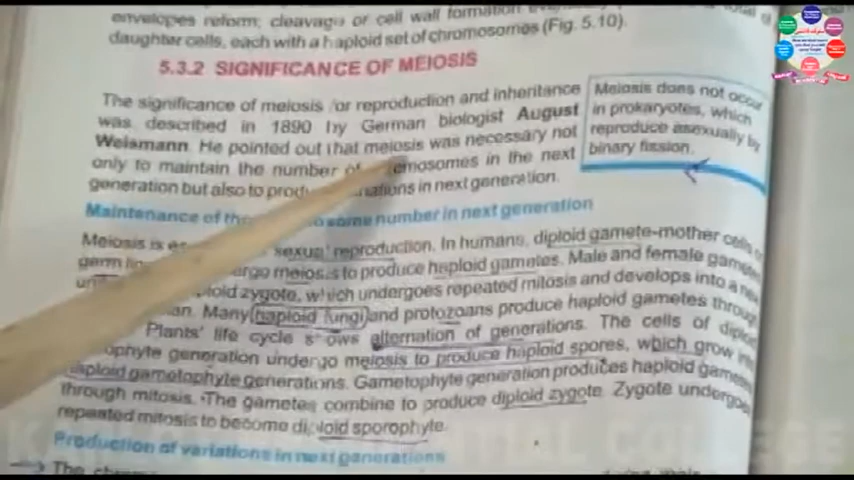 envelopes reform; cleavage or cell wall formation
daughter cells, each with a haploid set of chromosomes (Fig. 5.10).
5.3.2 SIGNIFICANCE OF MEIOSIS
The significance of meiosis for reproduction and inheritance
was described in 1890 by German biologist August
Weismann. He pointed out that meiosis was necessary not
only to maintain the number of in the next
generation but also to in next generation.
Meiosis does not occur
in prokaryotes, which
reproduce asexually by
binary fission.
Maintenance of number in next generation
Meiosis is sexual reproduction. In humans, diploid gamete-mother cells
germ meiosis to produce haploid gametes. Male and female
zygote, which undergoes repeated mitosis and develops into a
Many haploid fungi and protozoans produce haploid gametes through
Plants' life cycle shows alternation of generations. The cells of
generation undergo meiosis to produce haploid spores, which grow
haploid gametophyte generations. Gametophyte generation produces haploid
through mitosis. The gametes combine to produce diploid zygote. Zygote undergoes
repeated mitosis to become diploid sporophyte.
Production of variations in next generations
The